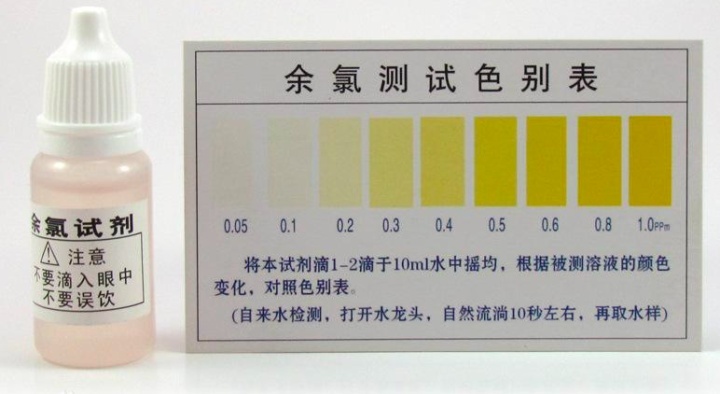 余氯试剂
⚠注意
不要滴入眼中
不要误饮
余氯测试色别表
0.05 0.1 0.2 0.3 0.4 0.5 0.6 0.8 1.0PPm
将本试剂滴1-2滴于10ml水中摇均，根据被测溶液的颜色
变化，对照色别表。
(自来水检测，打开水龙头，自然流淌10秒左右，再取水样)